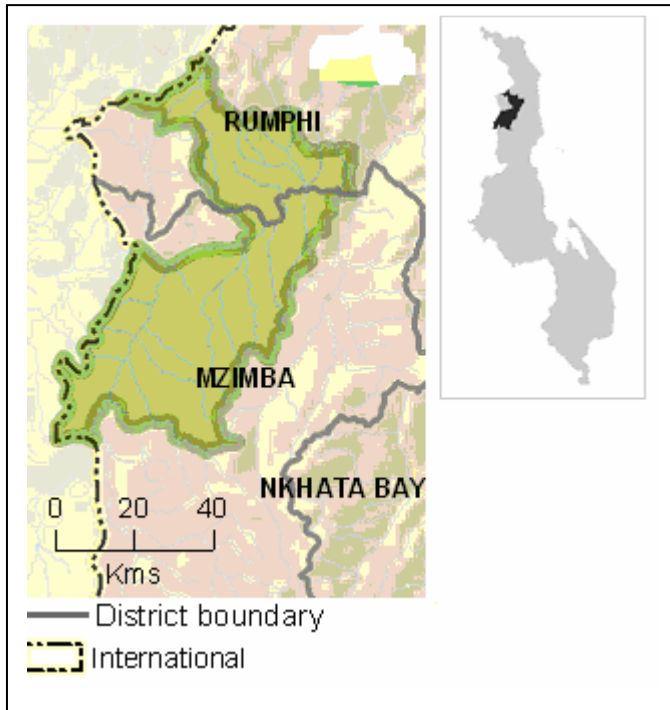 RUMPHI
MZIMBA
NKHATA BAY
0 20 40
Kms
District boundary
International